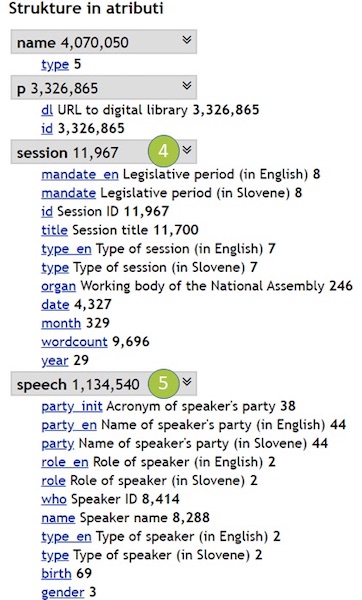 Strukture in atributi
name 4,070,050
type 5
p 3,326,865
dl URL to digital library 3,326,865
id 3,326,865
session 11,967 4
mandate_en Legislative period (in English) 8
mandate Legislative period (in Slovene) 8
id Session ID 11,967
title Session title 11,700
type_en Type of session (in English) 7
type Type of session (in Slovene) 7
organ Working body of the National Assembly 246
date 4,327
month 329
wordcount 9,696
year 29
speech 1,134,540 5
party_init Acronym of speaker's party 38
party_en Name of speaker's party (in English) 44
party Name of speaker's party (in Slovene) 44
role_en Role of speaker (in English) 2
role Role of speaker (in Slovene) 2
who Speaker ID 8,414
name Speaker name 8,288
type_en Type of speaker (in English) 2
type Type of speaker (in Slovene) 2
birth 69
gender 3